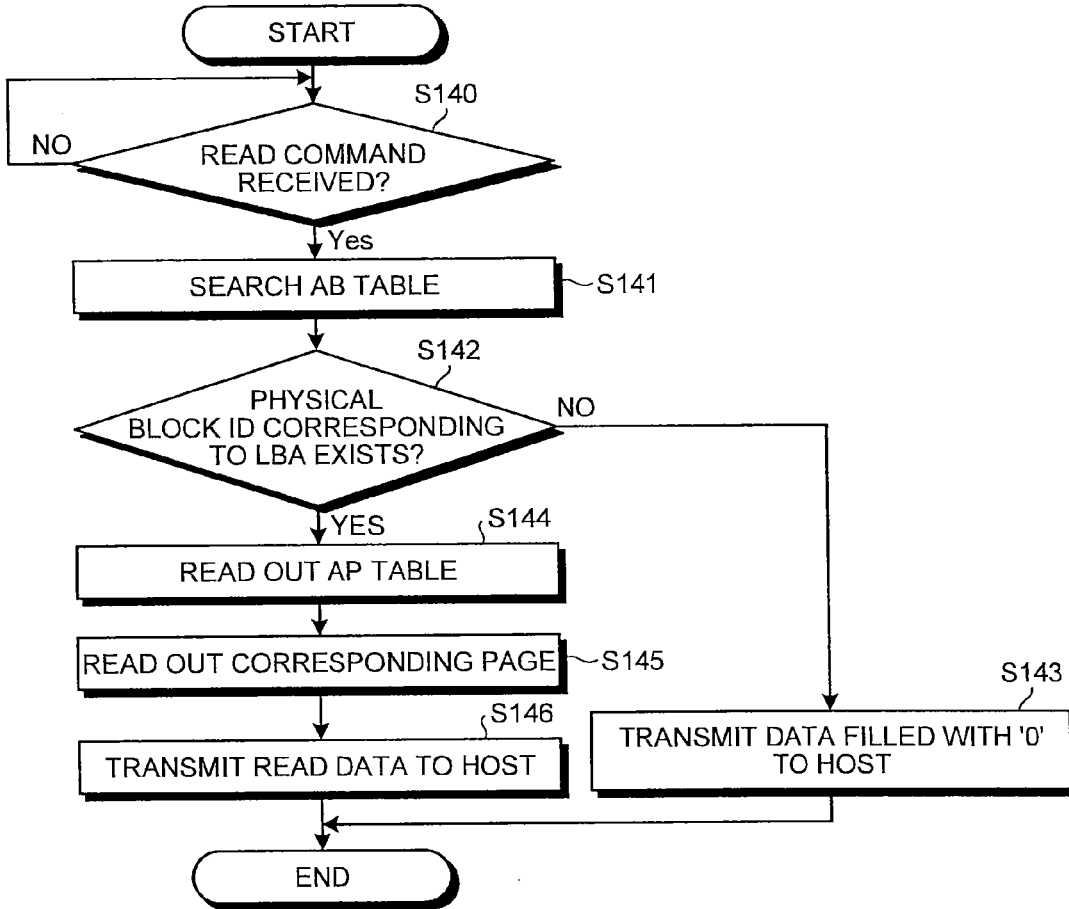 START
S140
NO
READ COMMAND
RECEIVED?
Yes
SEARCH AB TABLE
S141
S142
PHYSICAL
BLOCK ID CORRESPONDING
TO LBA EXISTS?
NO
YES
S144
READ OUT AP TABLE
READ OUT CORRESPONDING PAGE
S145
S146
TRANSMIT READ DATA TO HOST
S143
TRANSMIT DATA FILLED WITH '0'
TO HOST
END